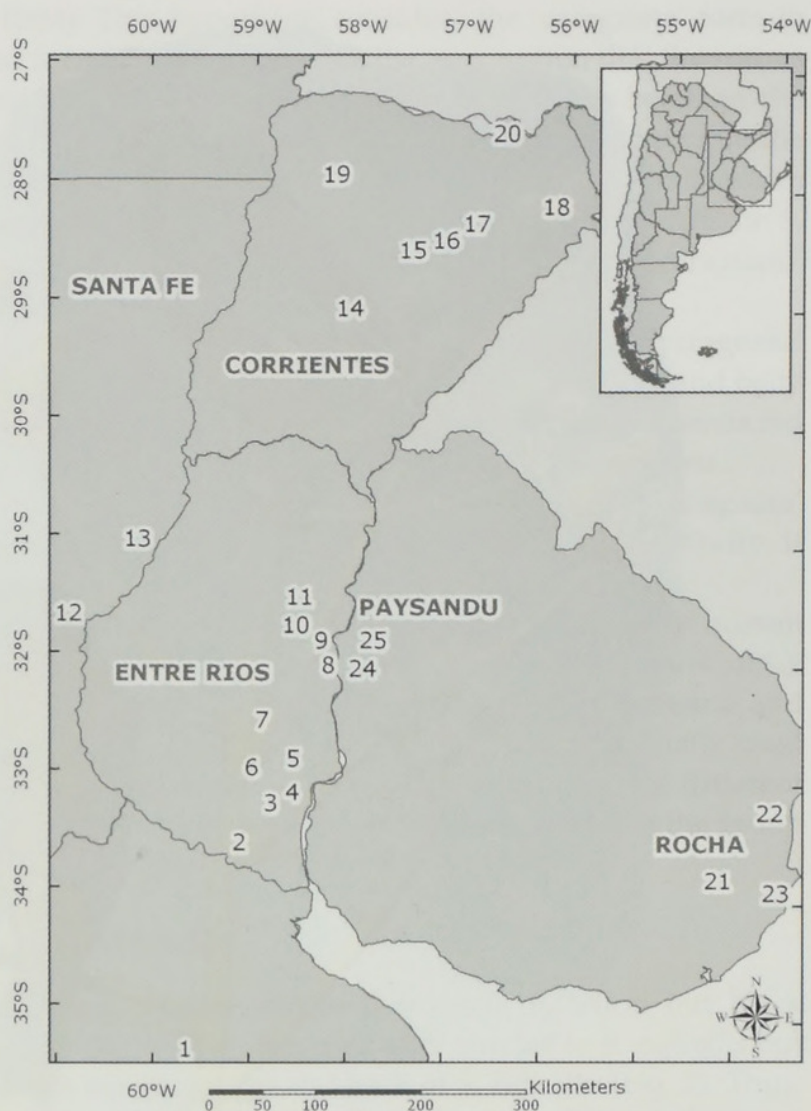 60°W 59°W 58°W 57°W 56°W 55°W 54°W
27°S
20
28°S
19
18
17
16
15
SANTA FE
29°S
14
CORRIENTES
30°S
31°S
13
11
PAYSANDU
12
10
9 25
32°S
8 24
ENTRE RIOS
7
5
33°S
6
4
3
22
2
ROCHA
21
34°S
23
35°S
N
W E
S
1
60°W
Kilometers
0 50 100 200 300